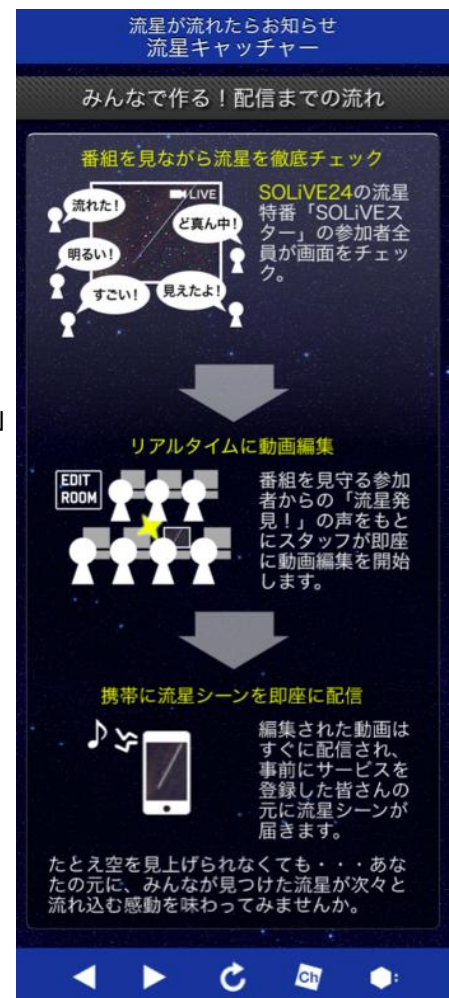 流星が流れたらお知らせ
流星キャッチャー
みんなで作る！配信までの流れ
番組を見ながら流星を徹底チェック
LIVE
流れた！
ど真ん中！
明るい！
すごい！
見えたよ！
SOLiVE24の流星
特番「SOLiVEス
ター」の参加者全
員が画面をチェッ
ク。
」
リアルタイムに動画編集
EDIT
ROOM
番組を見守る参加
者からの「流星発
見！」の声をもと
にスタッフが即座
に動画編集を開始
します。
携帯に流星シーンを即座に配信
編集された動画は
すぐに配信され、
事前にサービスを
登録した皆さんの
元に流星シーンが
届きます。
たとえ空を見上げられなくても・・・あな
たの元に、みんなが見つけた流星が次々と
流れ込む感動を味わってみませんか。
Ch